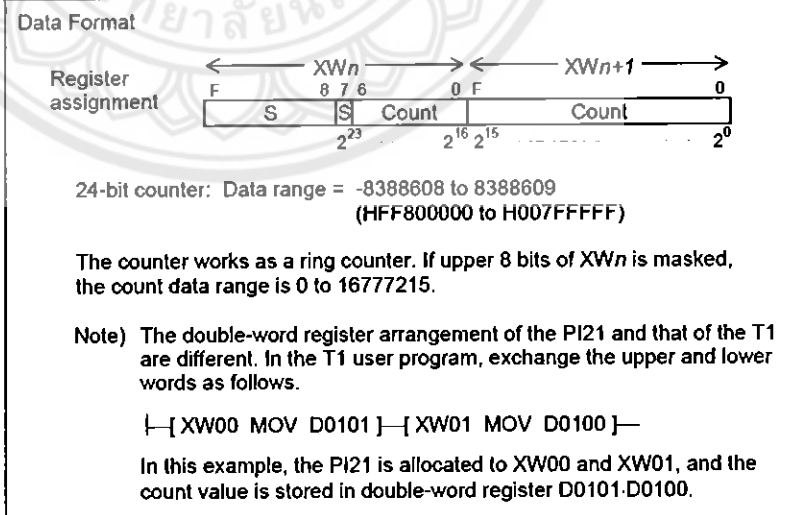 Data Format
XWn XWn+1
Register assignment
F 8 7 6 0 F 0
S S Count Count
2^23 2^16 2^15 2^0
24-bit counter: Data range = -8388608 to 8388609
(HFF800000 to H007FFFFF)
The counter works as a ring counter. If upper 8 bits of XWn is masked,
the count data range is 0 to 16777215.
Note) The double-word register arrangement of the PI21 and that of the T1
are different. In the T1 user program, exchange the upper and lower
words as follows.
├[ XW00 MOV D0101 ]─[ XW01 MOV D0100 ]─
In this example, the PI21 is allocated to XW00 and XW01, and the
count value is stored in double-word register D0101·D0100.